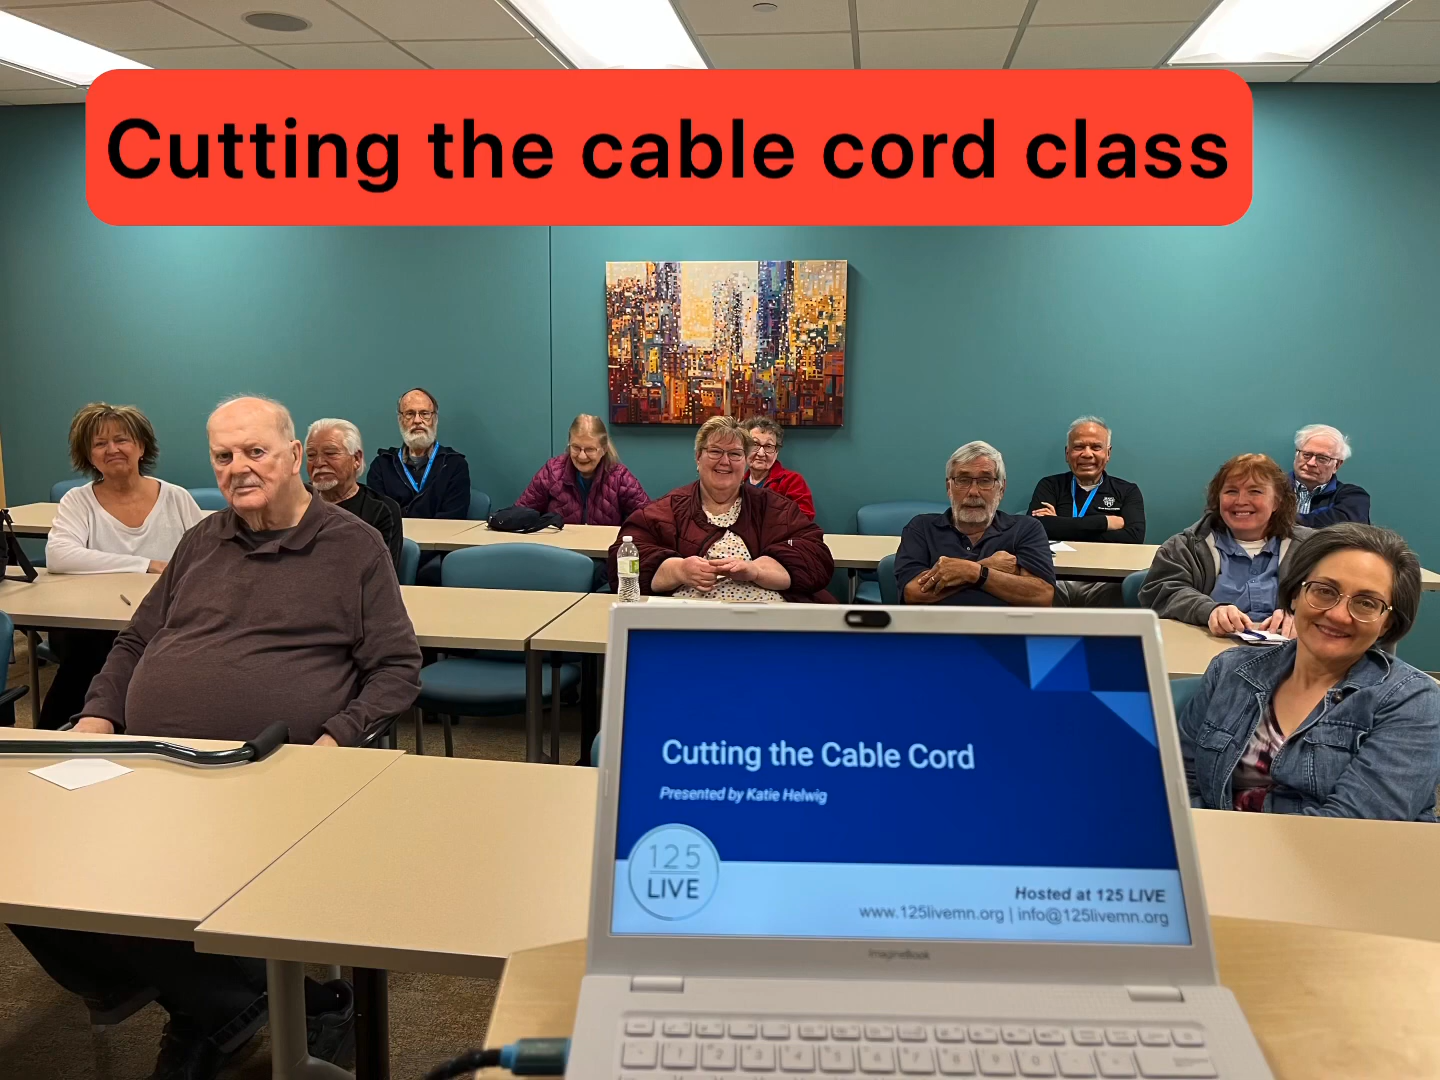 Cutting the cable cord class
Cutting the Cable Cord
Presented by Katie Helwig
125
LIVE
Hosted at 125 LIVE
www.125livemn.org | info@125livemn.org
ImagineBook